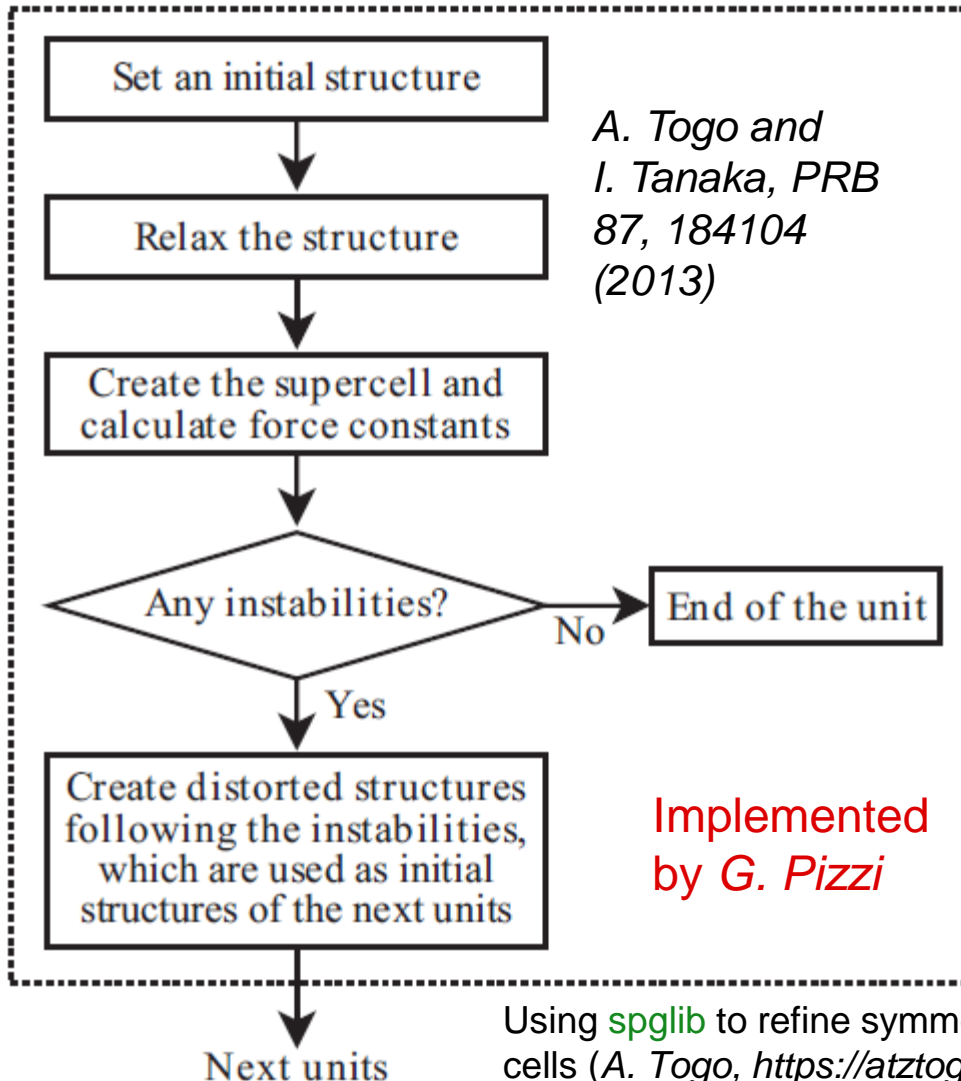 Set an initial structure
A. Togo and
I. Tanaka, PRB
87, 184104
(2013)
Relax the structure
Create the supercell and
calculate force constants
Any instabilities?
No
End of the unit
Yes
Create distorted structures
following the instabilities,
which are used as initial
structures of the next units
Implemented
by G. Pizzi
Next units
Using spglib to refine symm
cells (A. Togo, https://atztog